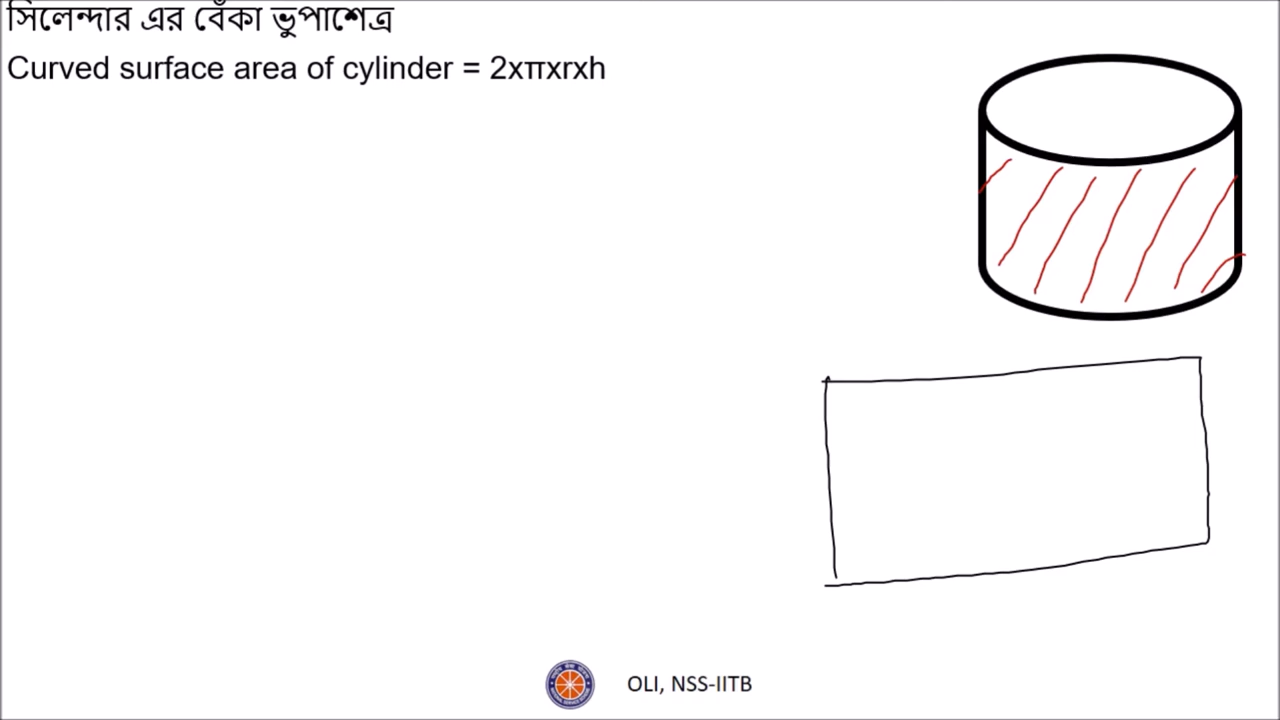 সিলেন্দার এর বেঁকা ভুপাশেত্র
Curved surface area of cylinder = 2xπxrxh
OLI, NSS-IITB